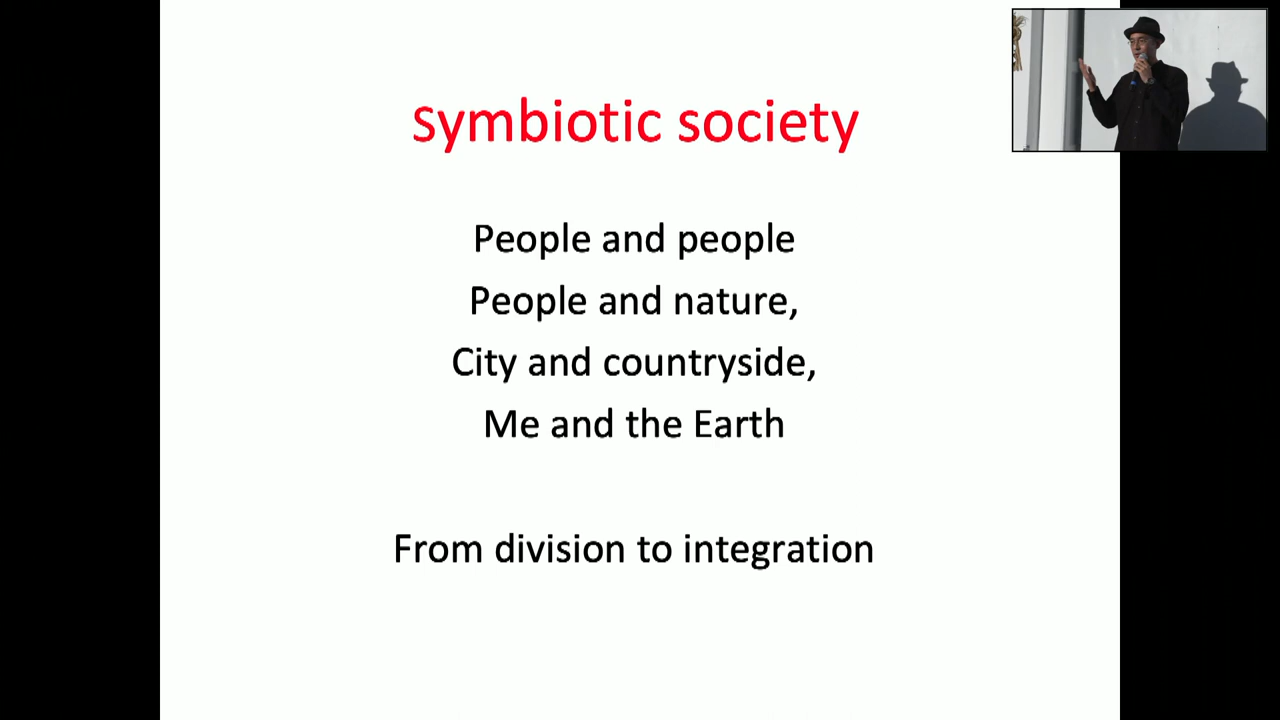 Symbiotic society
People and people
People and nature,
City and countryside,
Me and the Earth
From division to integration